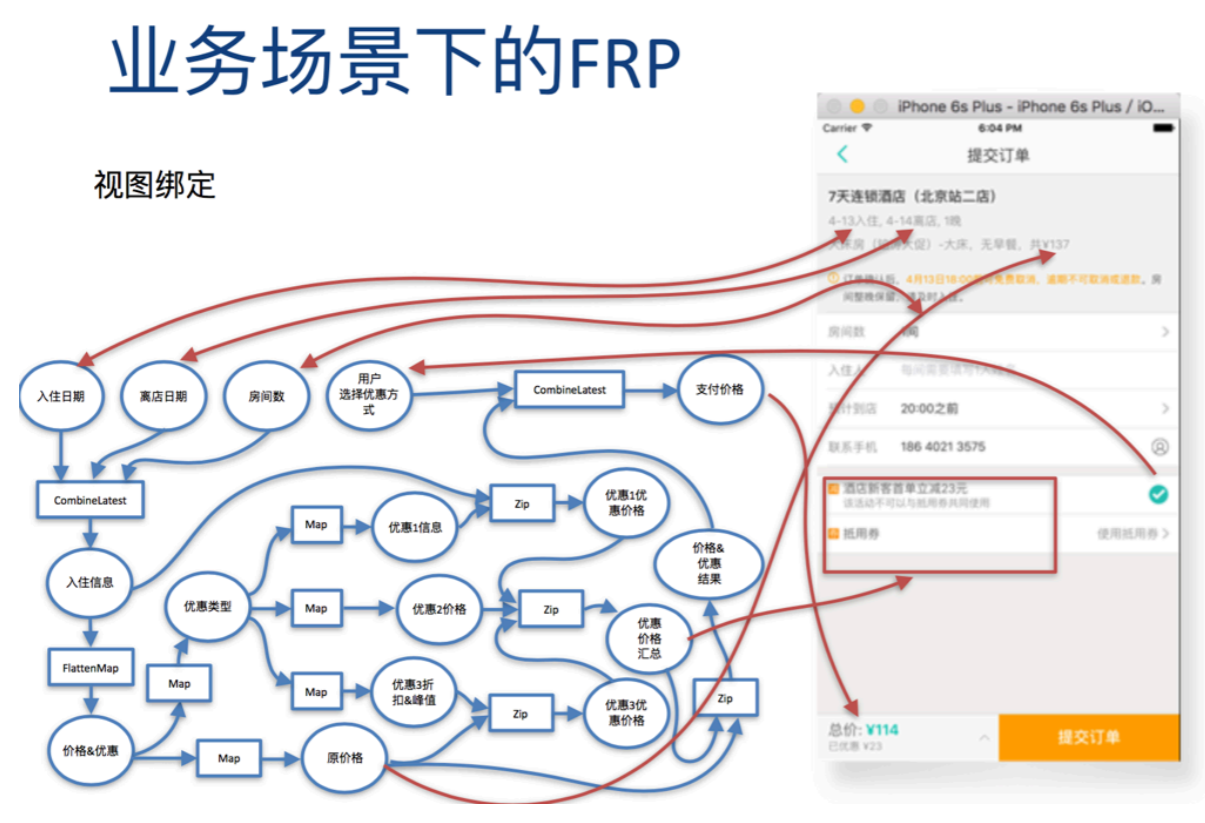 业务场景下的FRP
视图绑定
iPhone 6s Plus - iPhone 6s Plus / iO...
Carrier
6:04 PM
提交订单
7天连锁酒店（北京站二店）
4-13入住, 4-14离店, 1晚
大床房
大促）-大床，无早餐，共¥137
订单确认后，4月13日18:00
免费取消，逾期不可取消或退款。房
间整晚保留，请及时入住。
房间数
入住人
每间需要填写1人
预计到店 20:00之前
联系手机 186 4021 3575
酒店新客首单立减23元
该活动不可以与抵用券共同使用
抵用券
使用抵用券
总价: ¥114
已优惠 ¥23
提交订单
入住日期
离店日期
房间数
用户
选择优惠方
式
CombineLatest
支付价格
CombineLatest
入住信息
FlattenMap
价格&优惠
Map
优惠类型
Map
优惠1信息
Zip
优惠1优
惠价格
Map
优惠2价格
Zip
优惠
价格
汇总
价格&
优惠
结果
Map
优惠3折
扣&峰值
Zip
优惠3优
惠价格
Zip
Map
原价格